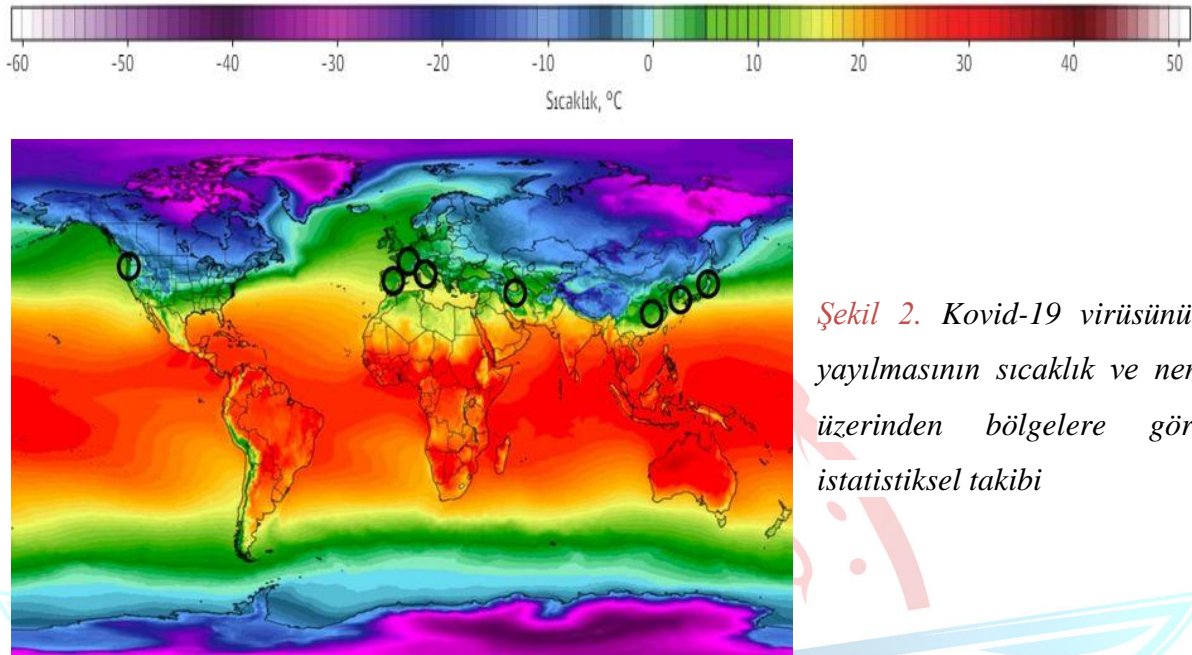 -60 -50 -40 -30 -20 -10 0 10 20 30 40 50
Sıcaklık, °C
Şekil 2. Kovid-19 virüsünü
yayılmasının sıcaklık ve ner
üzerinden bölgelere gör
istatistiksel takibi